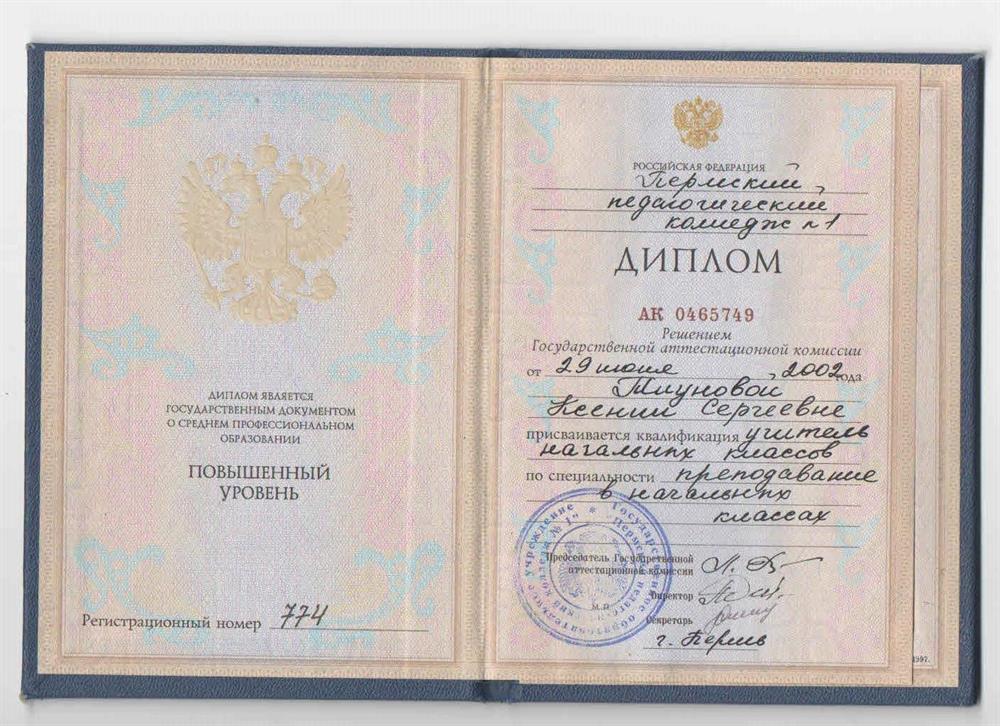 ДИПЛОМ ЯВЛЯЕТСЯ
ГОСУДАРСТВЕННЫМ ДОКУМЕНТОМ
О СРЕДНЕМ ПРОФЕССИОНАЛЬНОМ
ОБРАЗОВАНИИ
ПОВЫШЕННЫЙ
УРОВЕНЬ
Регистрационный номер 774
РОССИЙСКАЯ ФЕДЕРАЦИЯ
Пермский
педагогический
колледж №1
ДИПЛОМ
АК 0465749
Решением
Государственной аттестационной комиссии
от 29 июня 2002 года
Тиуновой
Ксении Сергеевне
присваивается квалификация учитель
начальных классов
по специальности преподавание
в начальных
классах
Председатель Государственной
аттестационной комиссии
Директор
М.П.
Секретарь
г. Пермь
1997.